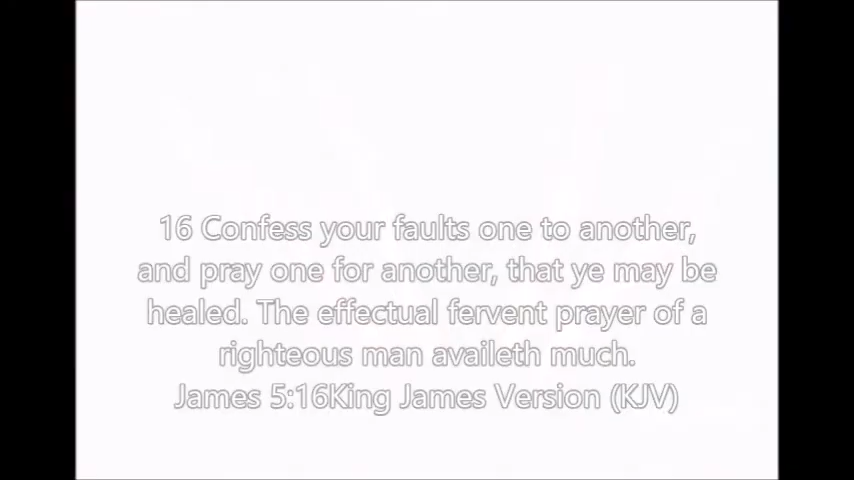 16 Confess your faults one to another,
and pray one for another, that ye may be
healed. The effectual fervent prayer of a
righteous man availeth much.
James 5:16King James Version (KJV)